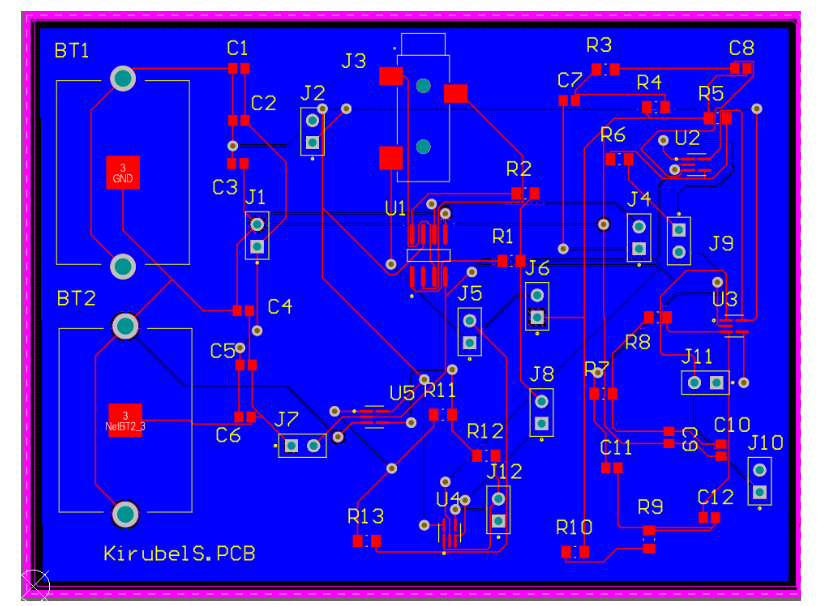 BT1
C1
J3
R3
C8
C7
R4
C2
J2
R5
R6
U2
3
GND
C3
J1
R2
U1
J4
J9
R1
J6
BT2
C4
J5
U3
R8
C5
J8
R7
J11
U5
R11
3
NetBT2_3
C6
J7
R12
C9
C10
C11
J10
J12
U4
R13
R10
R9
C12
KirubelS.PCB